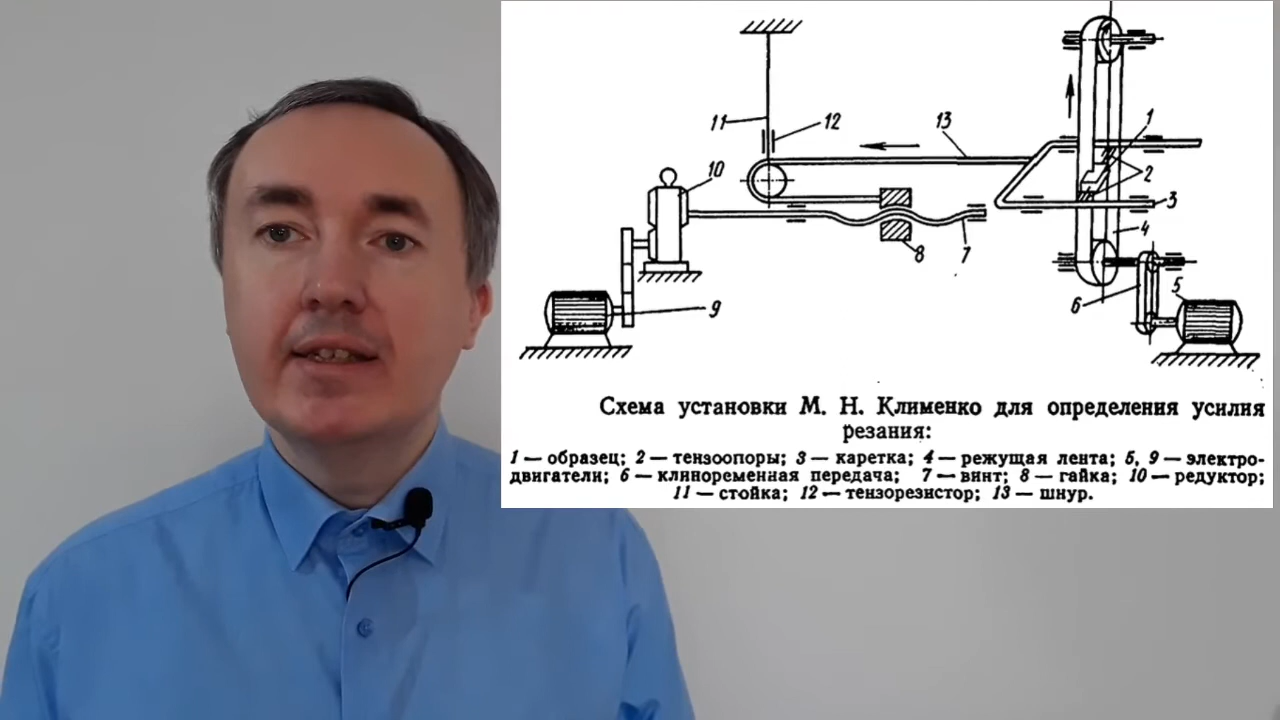 1
11
12
13
10
2
3
4
8
7
5
6
9
Схема установки М. Н. Клименко для определения усилия
резания:
1 — образец; 2 — тензоопоры; 3 — каретка; 4 — режущая лента; 5, 9 — электро-
двигатели; 6 — клиноременная передача; 7 — винт; 8 — гайка; 10 — редуктор;
11 — стойка; 12 — тензорезистор; 13 — шнур.